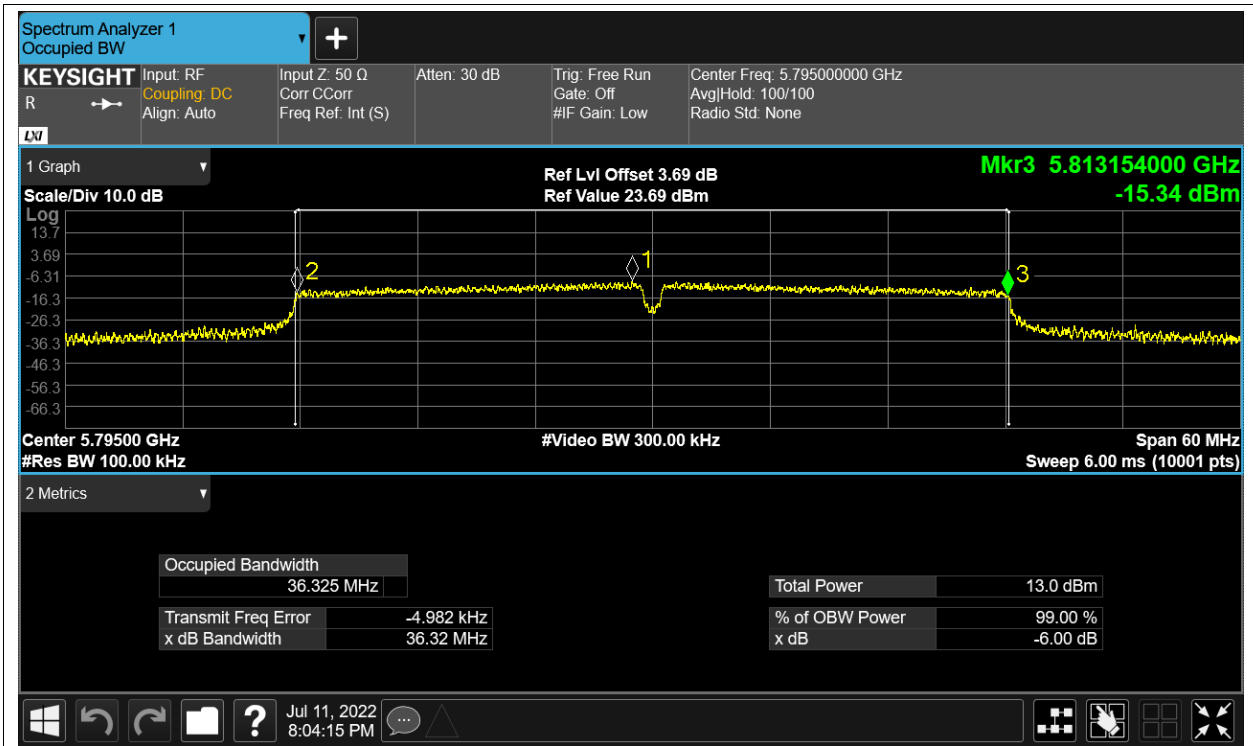 Spectrum Analyzer 1
Occupied BW
KEYSIGHT
R
LXI
Input: RF
Coupling: DC
Align: Auto
Input Z: 50 Ω
Corr CCorr
Freq Ref: Int (S)
Atten: 30 dB
Trig: Free Run
Gate: Off
#IF Gain: Low
Center Freq: 5.795000000 GHz
Avg|Hold: 100/100
Radio Std: None
1 Graph
Scale/Div 10.0 dB
Ref Lvl Offset 3.69 dB
Ref Value 23.69 dBm
Mkr3 5.813154000 GHz
-15.34 dBm
Log
13.7
3.69
-6.31
-16.3
-26.3
-36.3
-46.3
-56.3
-66.3
2
1
3
Center 5.79500 GHz
#Video BW 300.00 kHz
Span 60 MHz
#Res BW 100.00 kHz
Sweep 6.00 ms (10001 pts)
2 Metrics
Occupied Bandwidth
36.325 MHz
Total Power 13.0 dBm
Transmit Freq Error -4.982 kHz
% of OBW Power 99.00 %
x dB Bandwidth 36.32 MHz
x dB -6.00 dB
?
Jul 11, 2022
8:04:15 PM